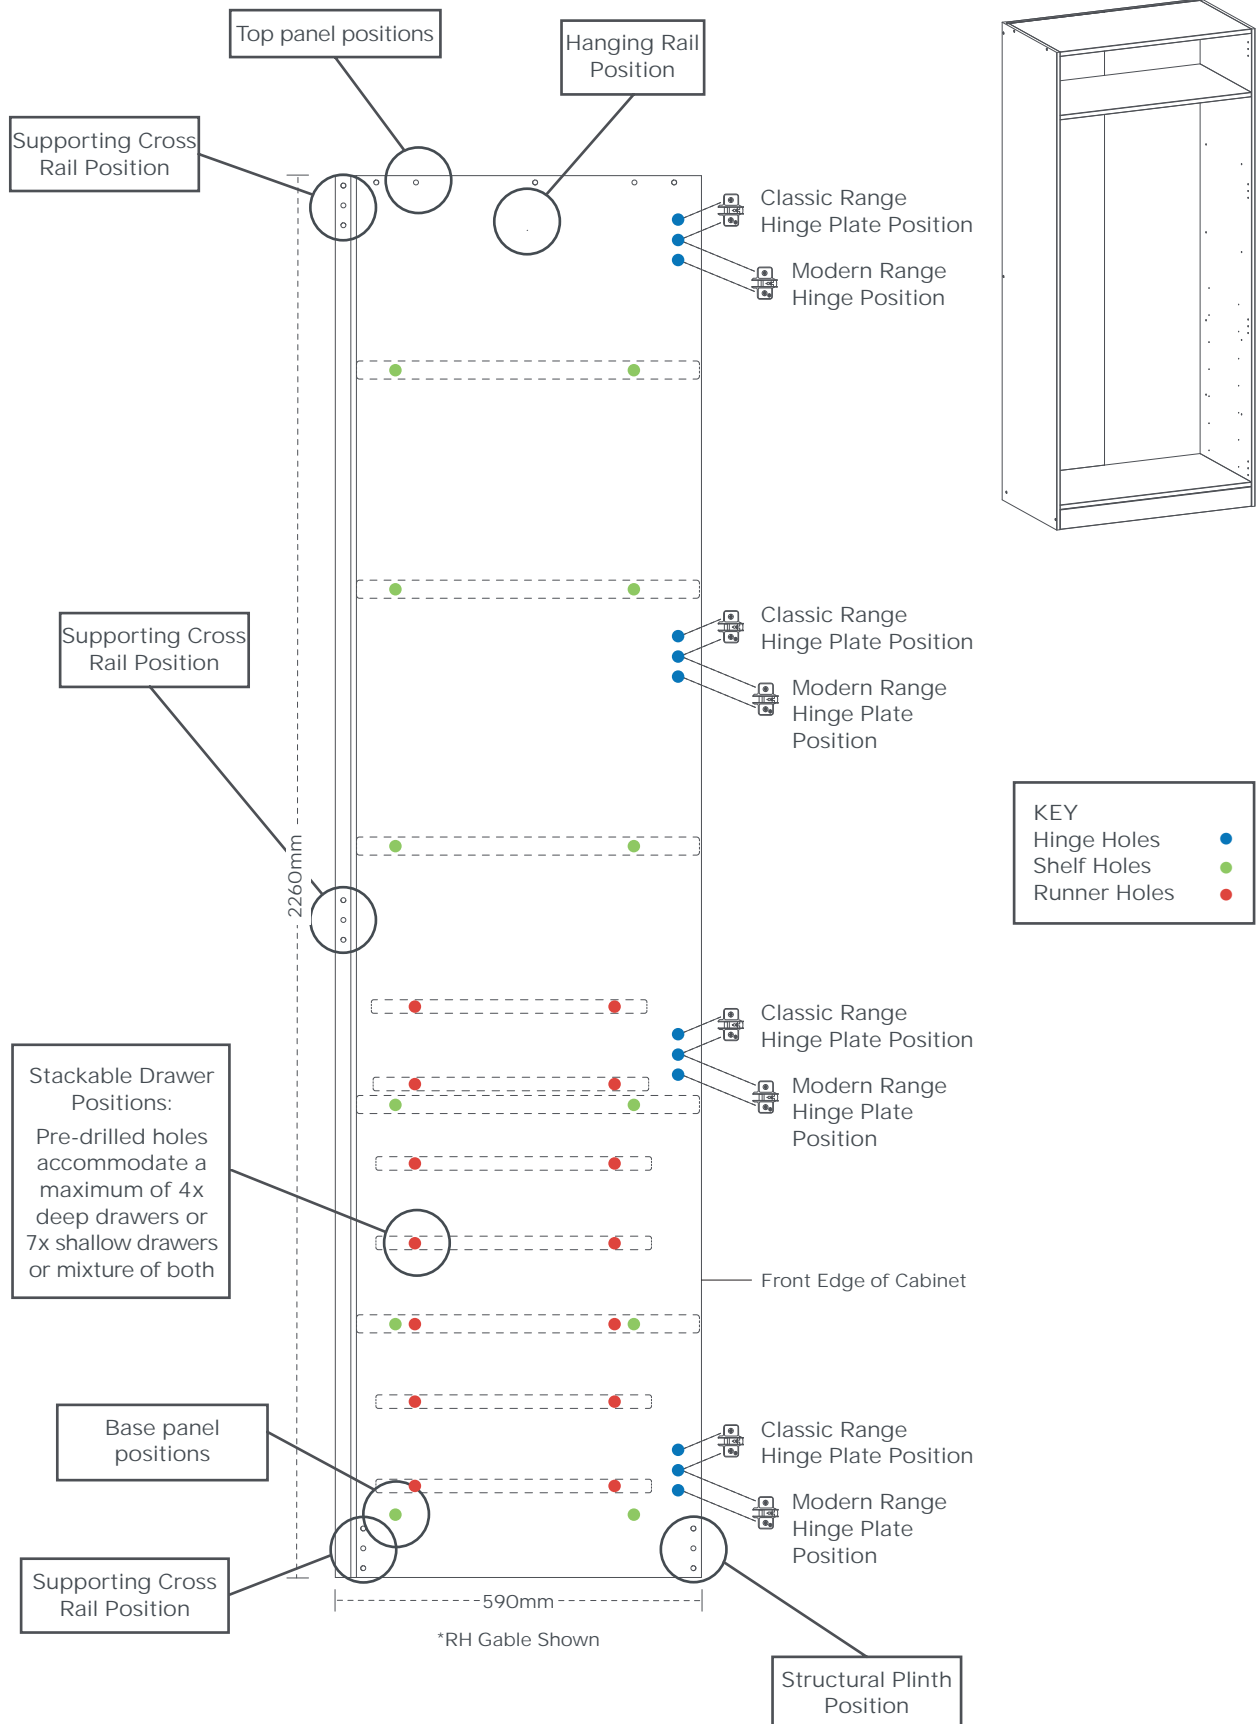 Top panel positions
Hanging Rail
Position
Supporting Cross
Rail Position
Classic Range
Hinge Plate Position
Modern Range
Hinge Position
Supporting Cross
Rail Position
Classic Range
Hinge Plate Position
Modern Range
Hinge Plate
Position
KEY
Hinge Holes
Shelf Holes
Runner Holes
2260mm
Classic Range
Hinge Plate Position
Modern Range
Hinge Plate
Position
Stackable Drawer
Positions:
Pre-drilled holes
accommodate a
maximum of 4x
deep drawers or
7x shallow drawers
or mixture of both
Front Edge of Cabinet
Base panel
positions
Classic Range
Hinge Plate Position
Modern Range
Hinge Plate
Position
Supporting Cross
Rail Position
590mm
*RH Gable Shown
Structural Plinth
Position